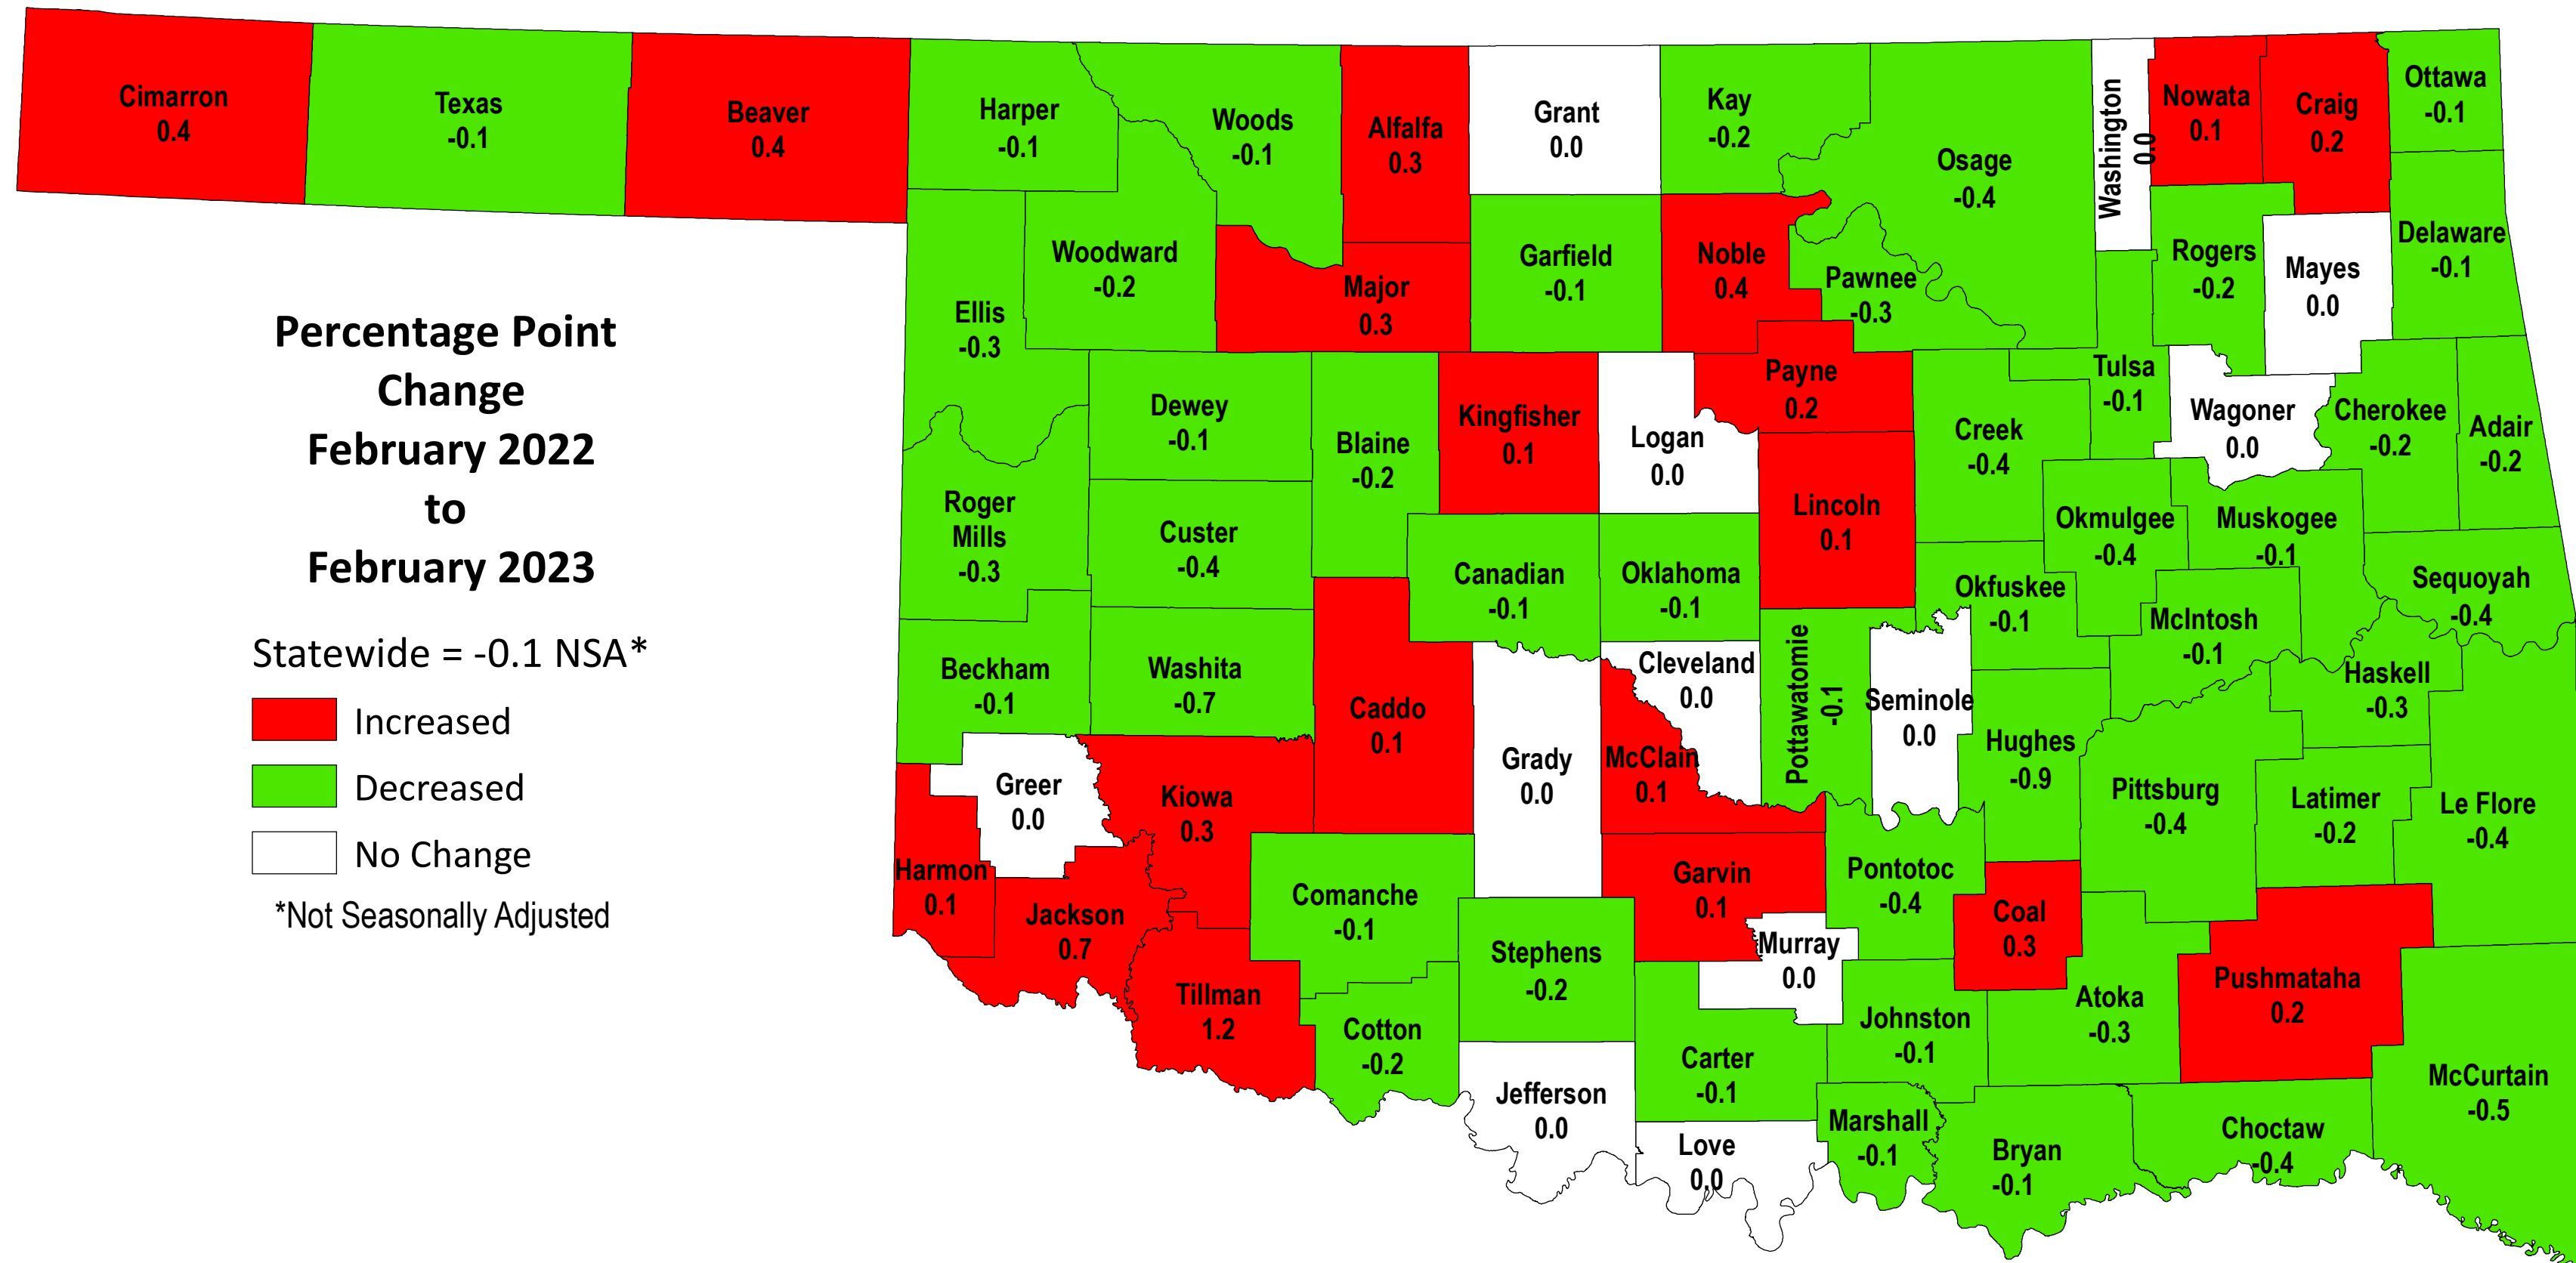 Cimarron
0.4
Texas
-0.1
Beaver
0.4
Harper
-0.1
Woods
-0.1
Alfalfa
0.3
Grant
0.0
Kay
-0.2
Osage
-0.4
Washington
0.0
Nowata
0.1
Craig
0.2
Ottawa
-0.1
Ellis
-0.3
Woodward
-0.2
Major
0.3
Garfield
-0.1
Noble
0.4
Pawnee
-0.3
Rogers
-0.2
Mayes
0.0
Delaware
-0.1
Percentage Point
Change
February 2022
to
February 2023
Statewide = -0.1 NSA*
Increased
Decreased
No Change
*Not Seasonally Adjusted
Dewey
-0.1
Blaine
-0.2
Kingfisher
0.1
Logan
0.0
Payne
0.2
Creek
-0.4
Tulsa
-0.1
Wagoner
0.0
Cherokee
-0.2
Adair
-0.2
Roger
Mills
-0.3
Custer
-0.4
Canadian
-0.1
Oklahoma
-0.1
Lincoln
0.1
Okfuskee
-0.1
Okmulgee
-0.4
Muskogee
-0.1
McIntosh
-0.1
Sequoyah
-0.4
Beckham
-0.1
Washita
-0.7
Caddo
0.1
Grady
0.0
Cleveland
0.0
McClain
0.1
Pottawatomie
-0.1
Seminole
0.0
Hughes
-0.9
Pittsburg
-0.4
Haskell
-0.3
Latimer
-0.2
Le Flore
-0.4
Greer
0.0
Kiowa
0.3
Harmon
0.1
Jackson
0.7
Comanche
-0.1
Garvin
0.1
Pontotoc
-0.4
Coal
0.3
Tillman
1.2
Cotton
-0.2
Stephens
-0.2
Murray
0.0
Johnston
-0.1
Atoka
-0.3
Pushmataha
0.2
McCurtain
-0.5
Jefferson
0.0
Carter
-0.1
Love
0.0
Marshall
-0.1
Bryan
-0.1
Choctaw
-0.4